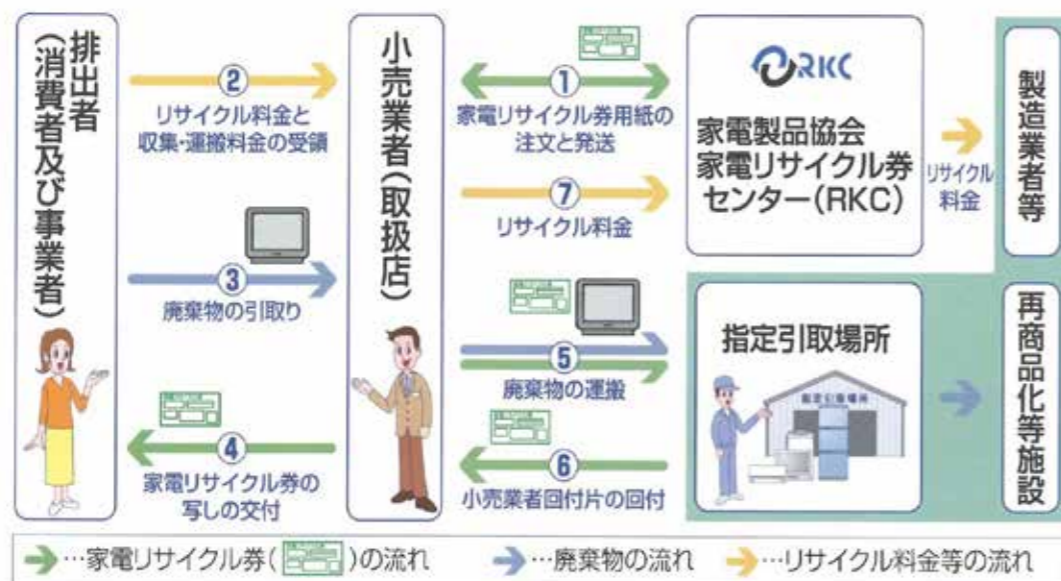 排出者
(消費者及び事業者)
②
リサイクル料金と
収集・運搬料金の受領
③
廃棄物の引取り
④
家電リサイクル券の
写しの交付
小売業者(取扱店)
①
家電リサイクル券用紙の
注文と発送
⑦
リサイクル料金
⑤
廃棄物の運搬
⑥
小売業者回付片の回付
RKC
家電製品協会
家電リサイクル券
センター(RKC)
リサイクル
料金
製造業者等
指定引取場所
指定引取場所
再商品化等施設
➔…家電リサイクル券( )の流れ ➔…廃棄物の流れ ➔…リサイクル料金等の流れ